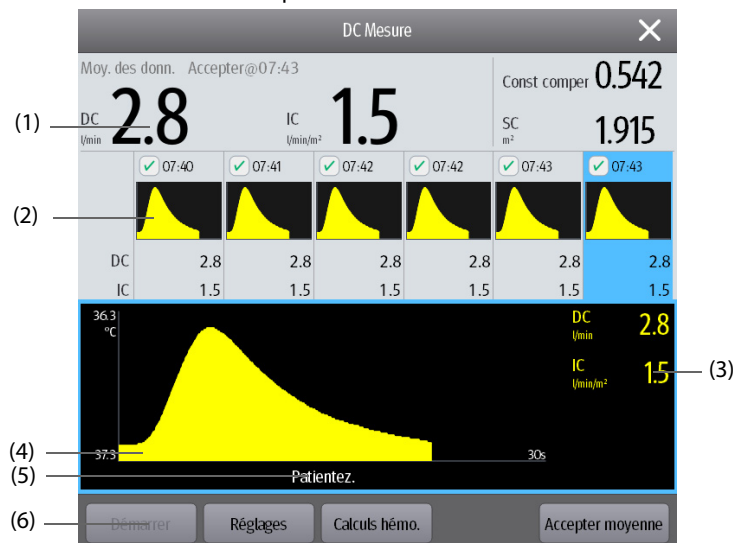 DC Mesure
Moy. des donn. Accepter@07:43
DC l/min 2.8 IC l/min/m² 1.5
Const comper 0.542
SC m² 1.915
(1)
07:40 07:41 07:42 07:42 07:43 07:43
(2)
DC 2.8 2.8 2.8 2.8 2.8 2.8
IC 1.5 1.5 1.5 1.5 1.5 1.5
36.3
°C
DC l/min 2.8
IC l/min/m² 1.5
(3)
(4)
37.3
30s
(5)
Patientez.
(6)
Démarrer Réglages Calculs hémo. Accepter moyenne